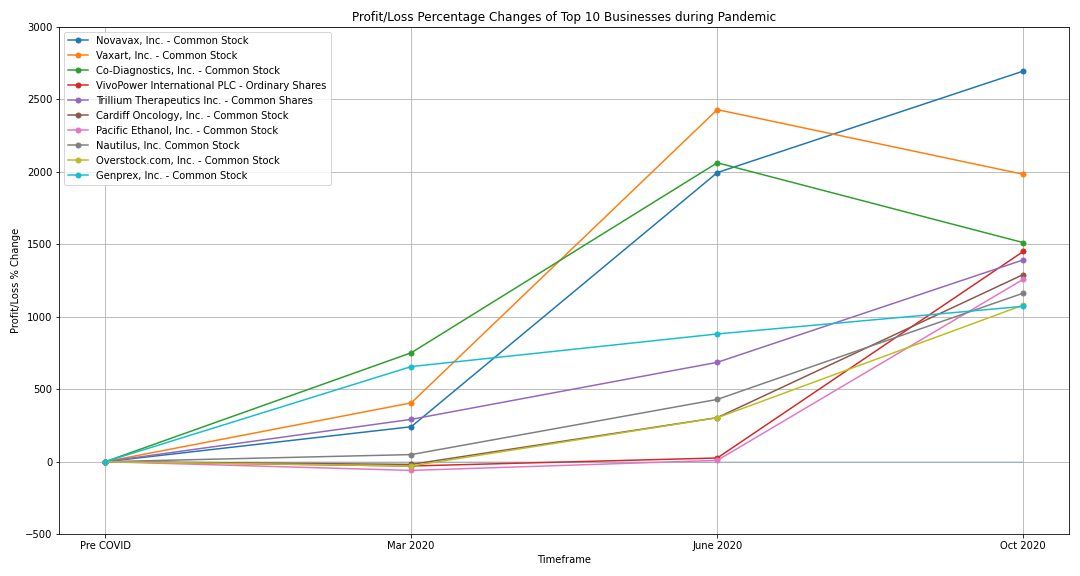 Profit/Loss Percentage Changes of Top 10 Businesses during Pandemic
3000
2500
2000
1500
1000
500
0
−500
Profit/Loss % Change
Novavax, Inc. - Common Stock
Vaxart, Inc. - Common Stock
Co-Diagnostics, Inc. - Common Stock
VivoPower International PLC - Ordinary Shares
Trillium Therapeutics Inc. - Common Shares
Cardiff Oncology, Inc. - Common Stock
Pacific Ethanol, Inc. - Common Stock
Nautilus, Inc. Common Stock
Overstock.com, Inc. - Common Stock
Genprex, Inc. - Common Stock
Pre COVID
Mar 2020
June 2020
Oct 2020
Timeframe